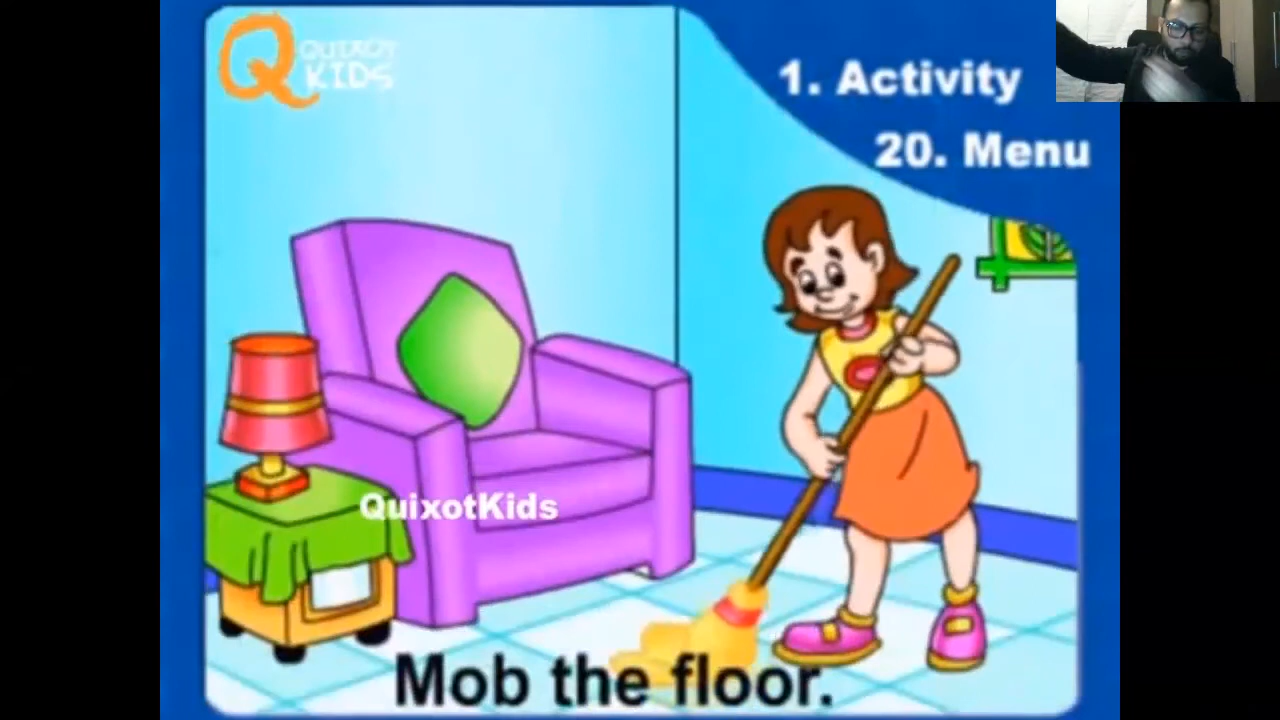 Q QUIXOT
KIDS
1. Activity
20. Menu
QuixotKids
Mob the floor.